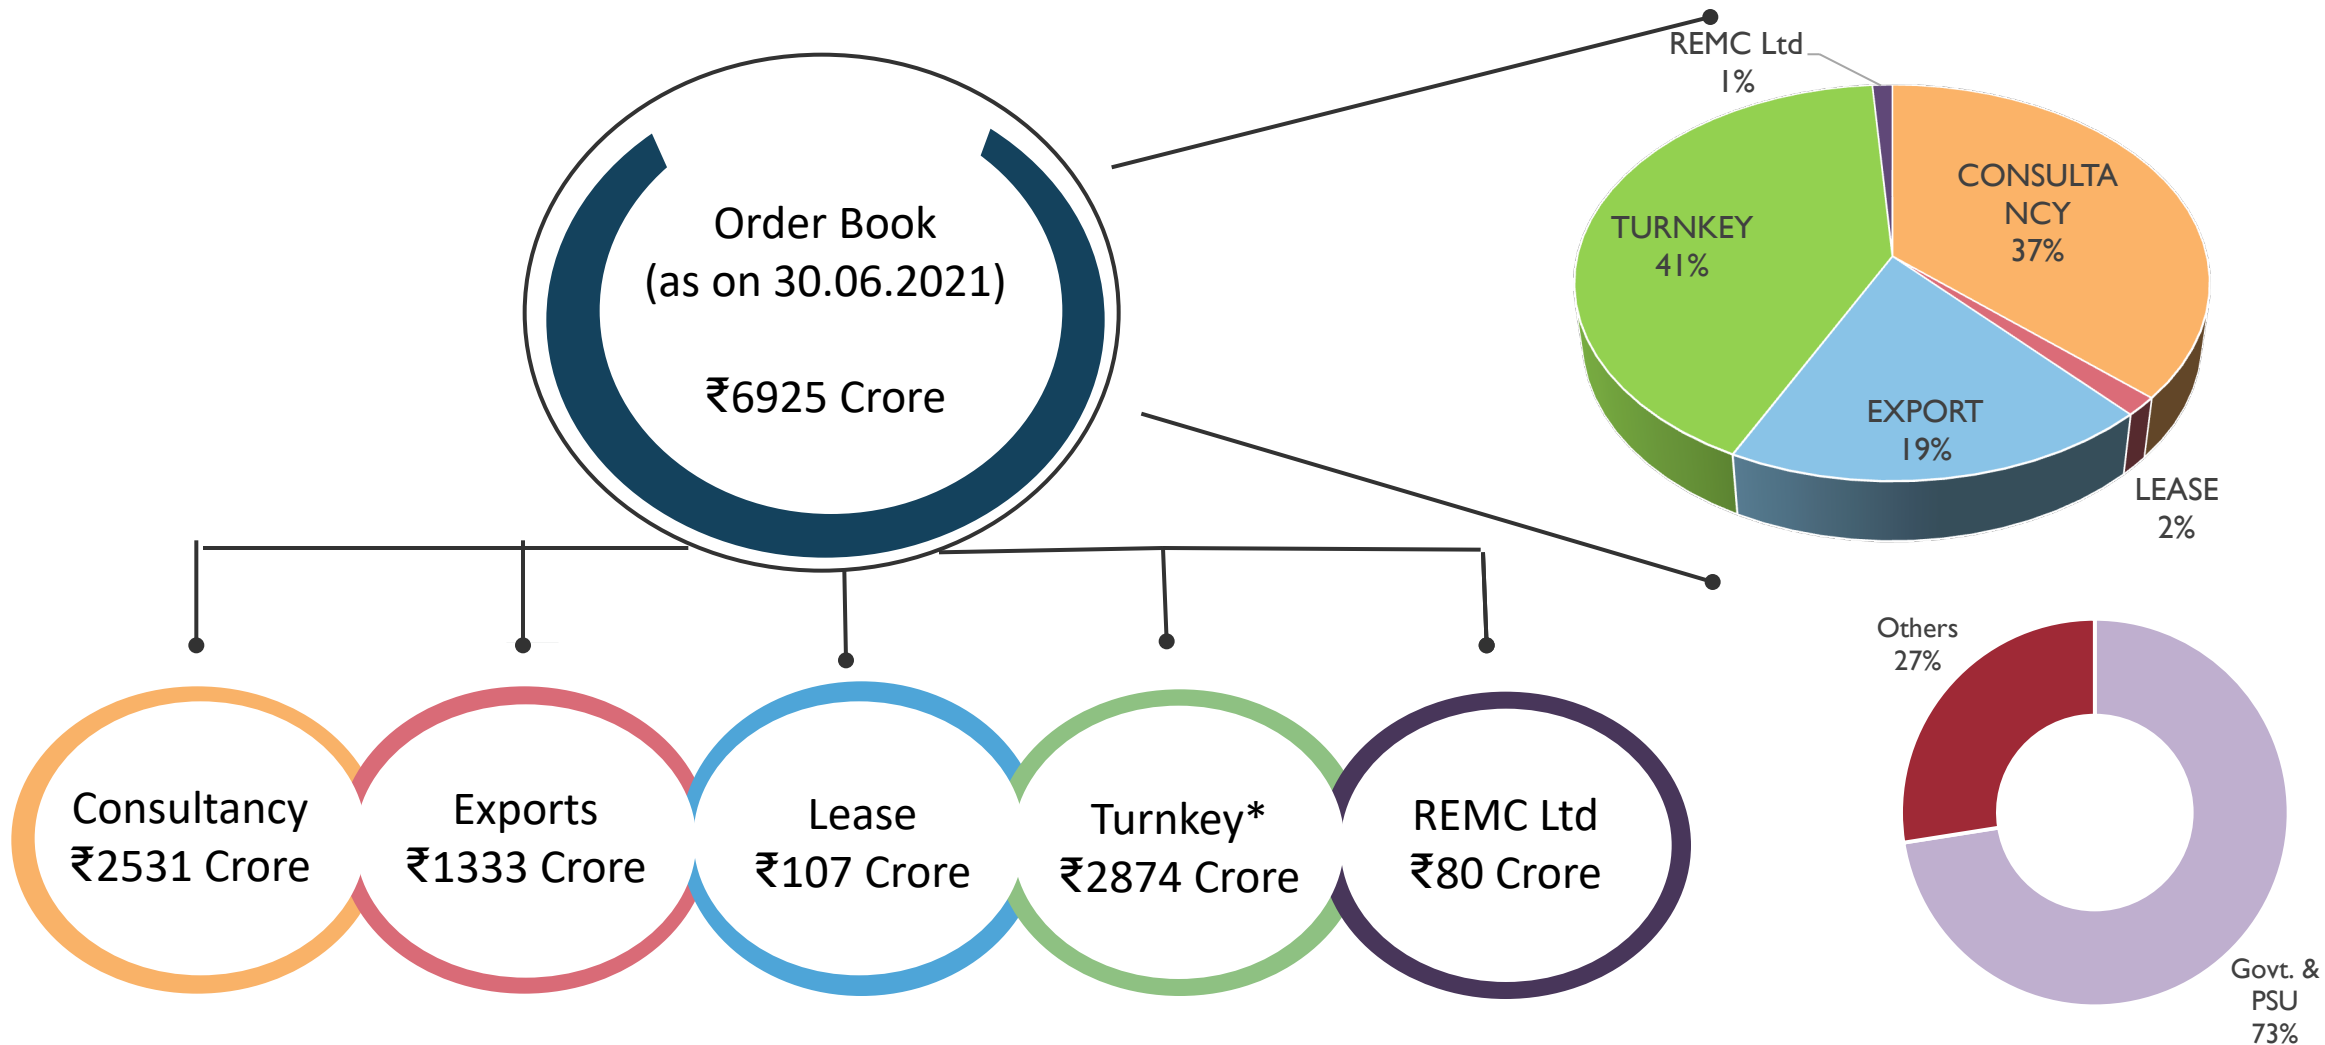 Order Book
(as on 30.06.2021)
₹6925 Crore
REMC Ltd
1%
CONSULTA
NCY
37%
TURNKEY
41%
EXPORT
19%
LEASE
2%
Others
27%
Govt. &
PSU
73%
Consultancy
₹2531 Crore
Exports
₹1333 Crore
Lease
₹107 Crore
Turnkey*
₹2874 Crore
REMC Ltd
₹80 Crore